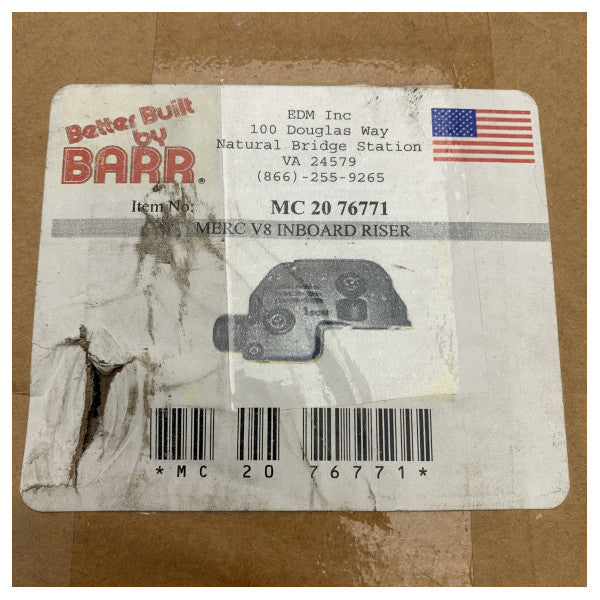 Better Built
by
BARR®
EDM Inc
100 Douglas Way
Natural Bridge Station
VA 24579
(866)-255-9265
Item No: MC 20 76771
MERC V8 INBOARD RISER
*MC 20 76771*